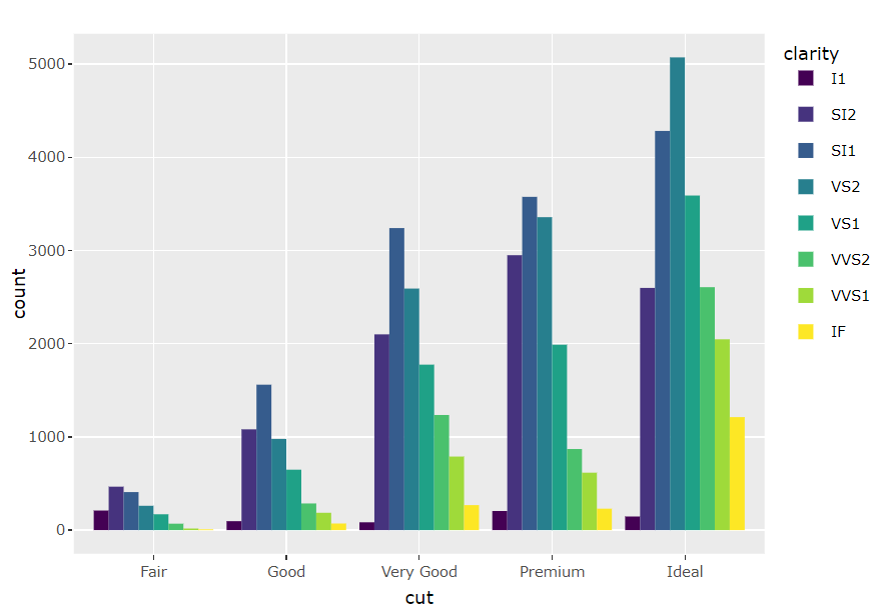 clarity
I1
SI2
SI1
VS2
VS1
VVS2
VVS1
IF
count
5000
4000
3000
2000
1000
0
Fair Good Very Good Premium Ideal
cut